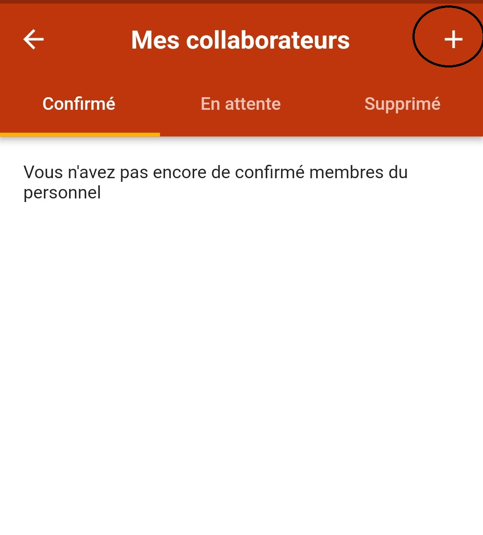 Mes collaborateurs
Confirmé
En attente
Supprimé
Vous n'avez pas encore de confirmé membres du
personnel